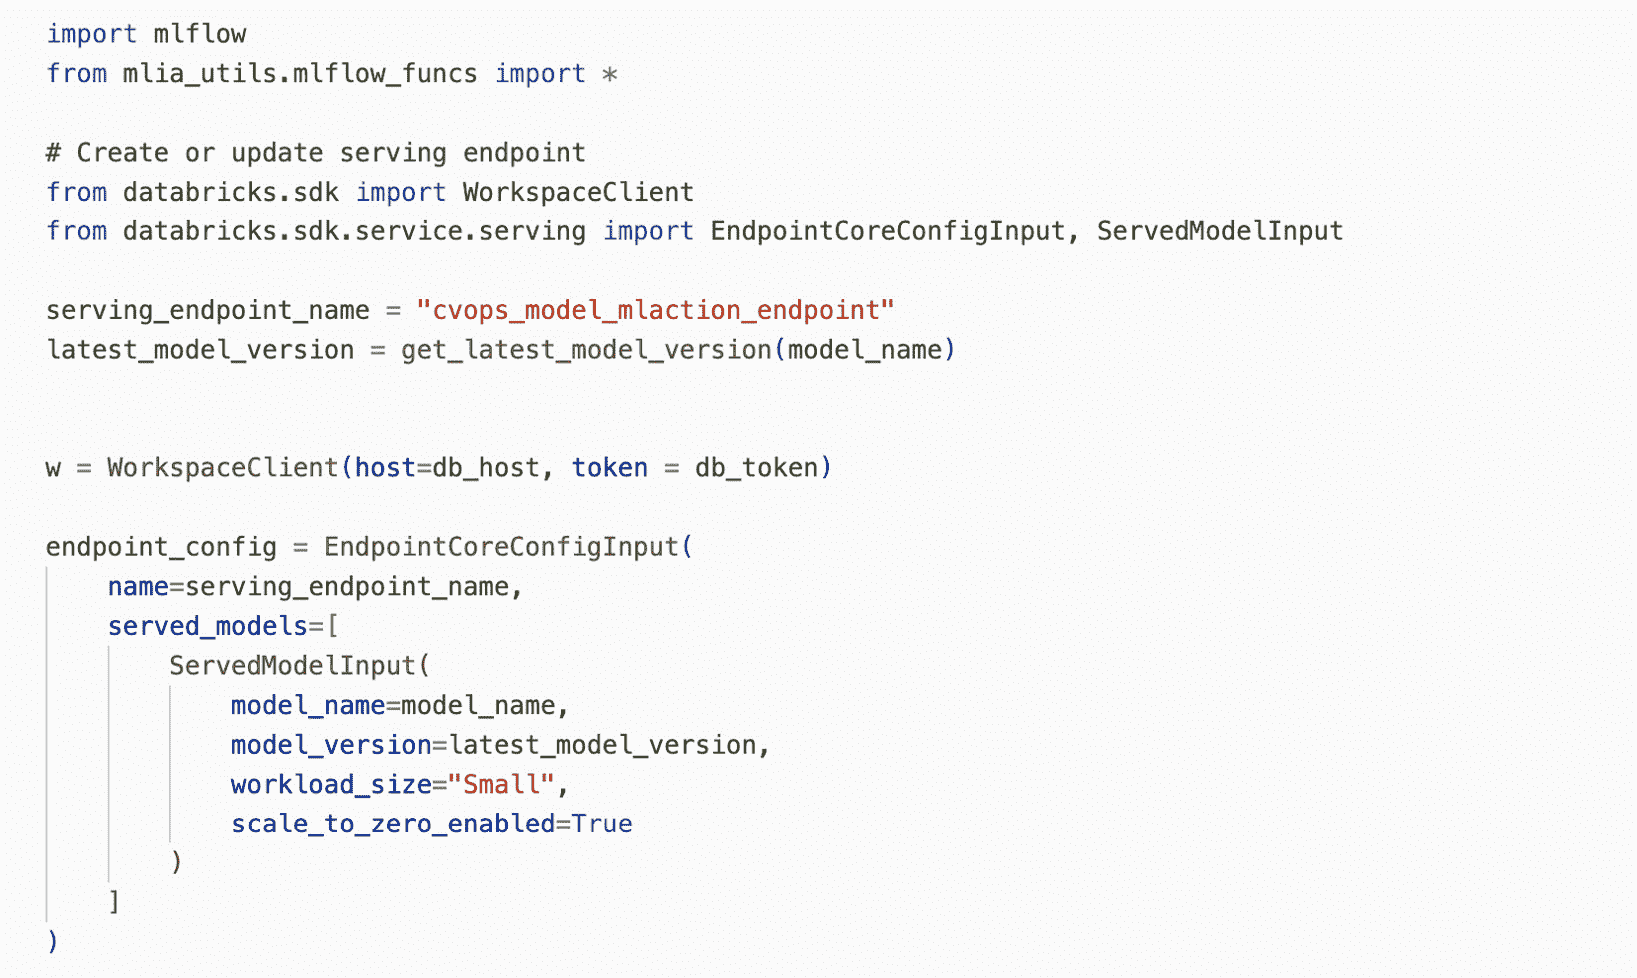 import mlflow
from mlia_utils.mlflow_funcs import *
# Create or update serving endpoint
from databricks.sdk import WorkspaceClient
from databricks.sdk.service.serving import EndpointCoreConfigInput, ServedModelInput
serving_endpoint_name = "cvops_model_mlaction_endpoint"
latest_model_version = get_latest_model_version(model_name)
w = WorkspaceClient(host=db_host, token = db_token)
endpoint_config = EndpointCoreConfigInput(
    name=serving_endpoint_name,
    served_models=[
        ServedModelInput(
            model_name=model_name,
            model_version=latest_model_version,
            workload_size="Small",
            scale_to_zero_enabled=True
        )
    ]
)